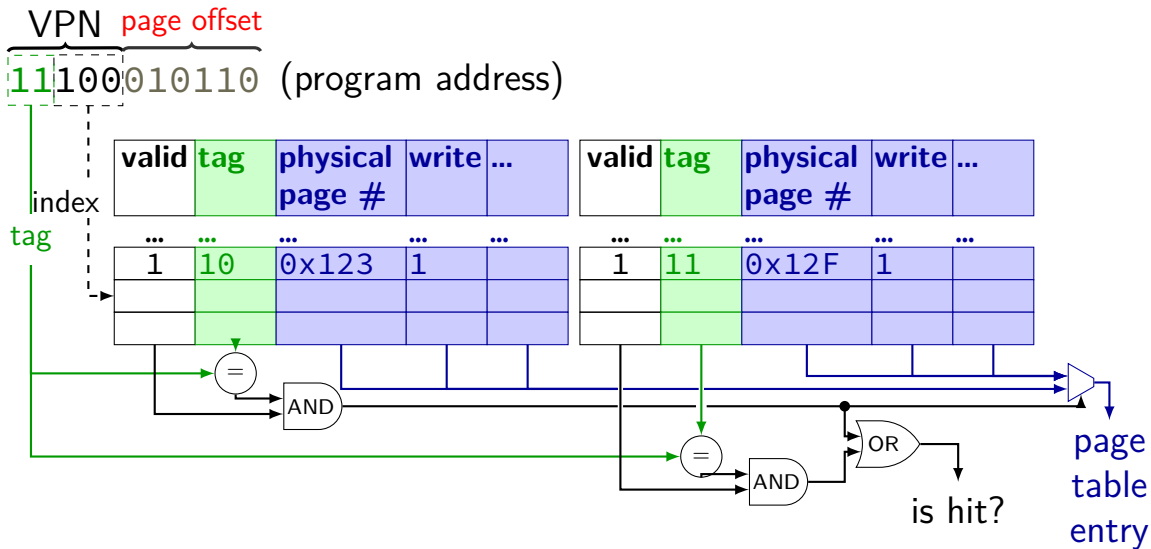 VPN page offset
11100010110 (program address)
valid tag physical page # write ... valid tag physical page # write ...
index
tag
... ... ... ... ... ... ... ... ... ...
1 10 0x123 1 1 11 0x12F 1
=
AND
=
AND
OR
is hit?
page
table
entry